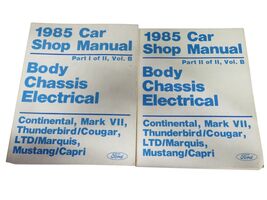 1985 Car
Shop Manual
Part I of II, Vol. B
Body
Chassis
Electrical
Continental, Mark VII,
Thunderbird/Cougar,
LTD/Marquis,
Mustang/Capri
Ford
1985 Car
Shop Manual
Part II of II, Vol. B
Body
Chassis
Electrical
Continental, Mark VII,
Thunderbird/Cougar,
LTD/Marquis,
Mustang/Capri
Ford